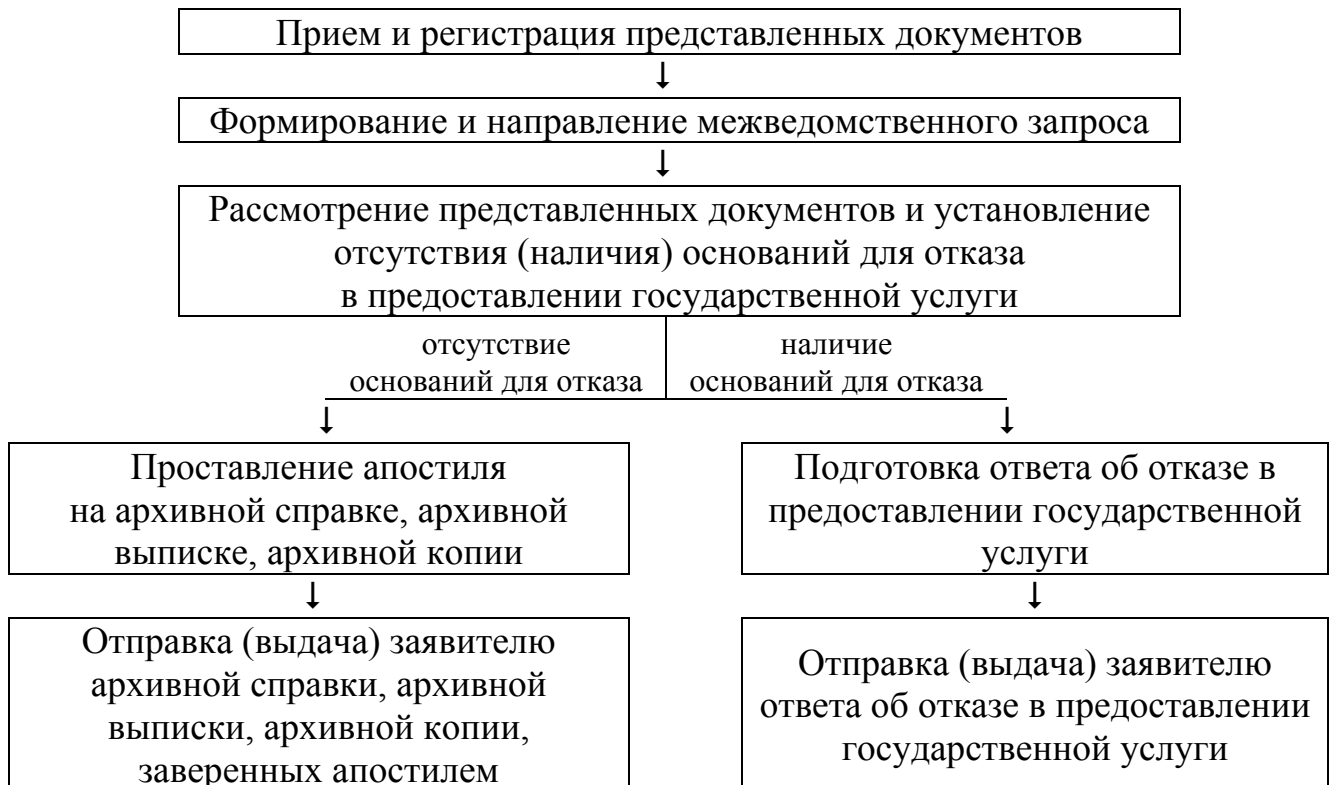 Прием и регистрация представленных документов
↓
Формирование и направление межведомственного запроса
↓
Рассмотрение представленных документов и установление
отсутствия (наличия) оснований для отказа
в предоставлении государственной услуги
отсутствие
оснований для отказа
наличие
оснований для отказа
↓
↓
Проставление апостиля
на архивной справке, архивной
выписке, архивной копии
↓
Отправка (выдача) заявителю
архивной справки, архивной
выписки, архивной копии,
заверенных апостилем
Подготовка ответа об отказе в
предоставлении государственной
услуги
↓
Отправка (выдача) заявителю
ответа об отказе в предоставлении
государственной услуги